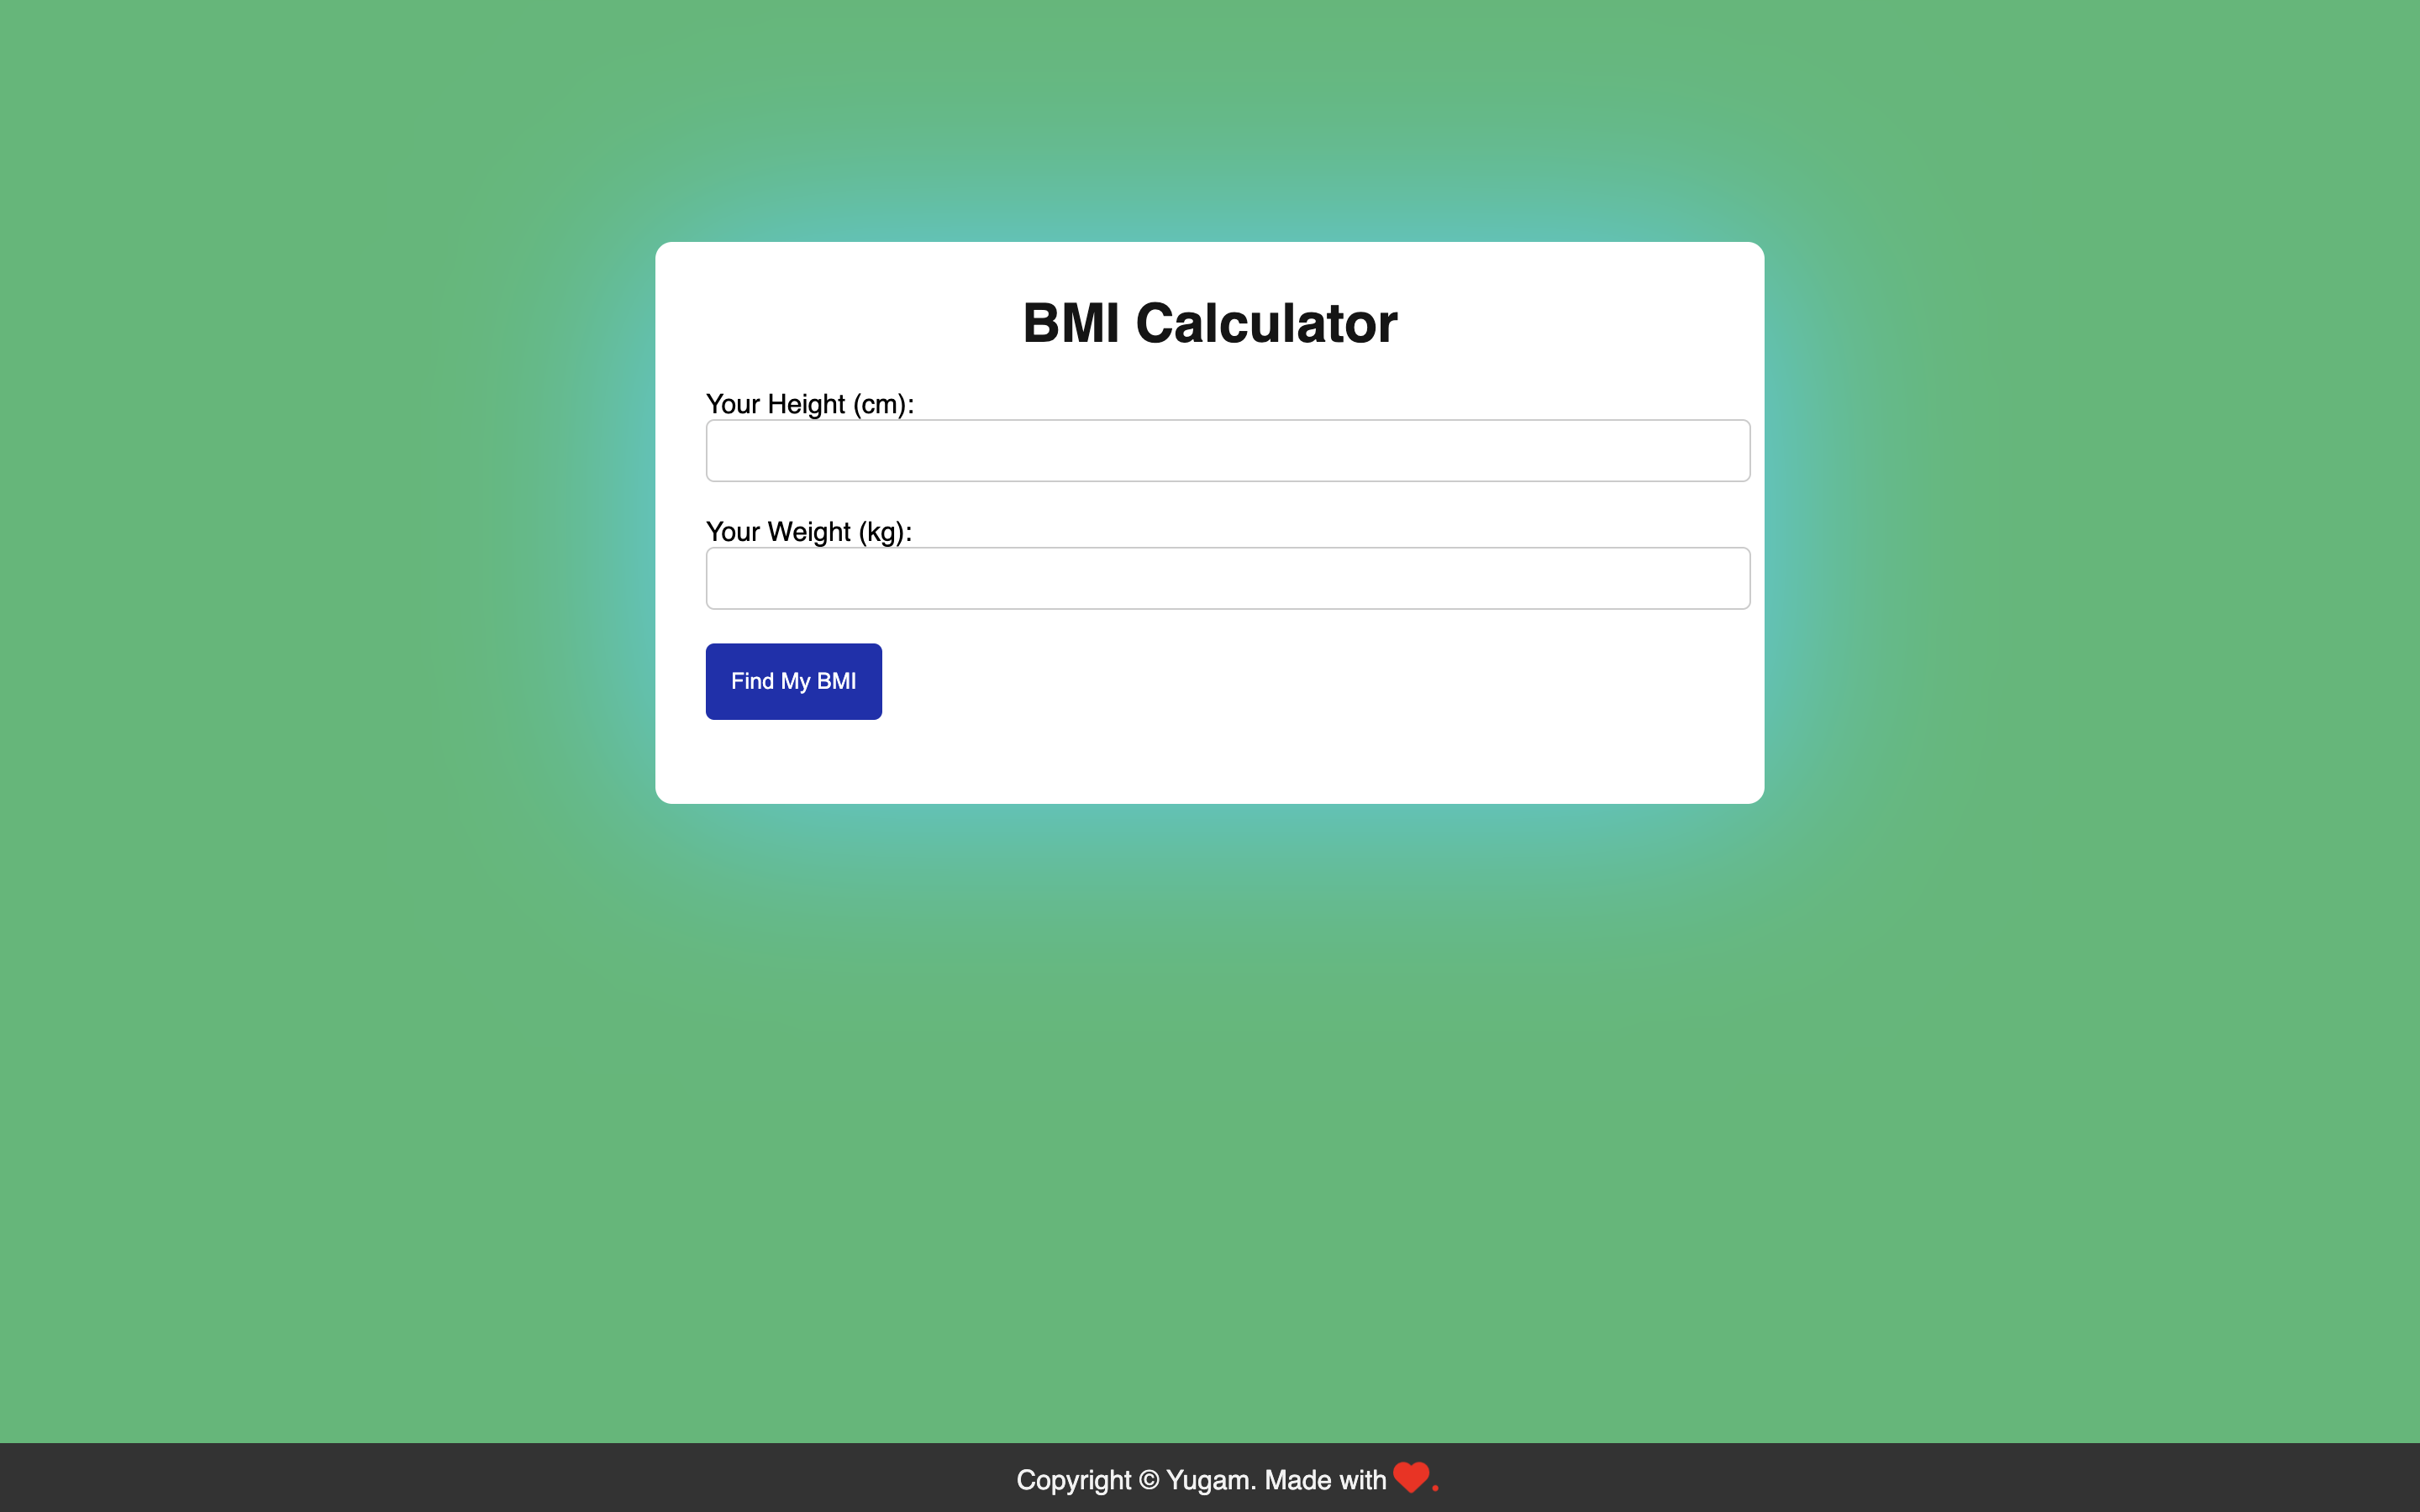 BMI Calculator
Your Height (cm):
Your Weight (kg):
Find My BMI
Copyright © Yugam. Made with ❤.